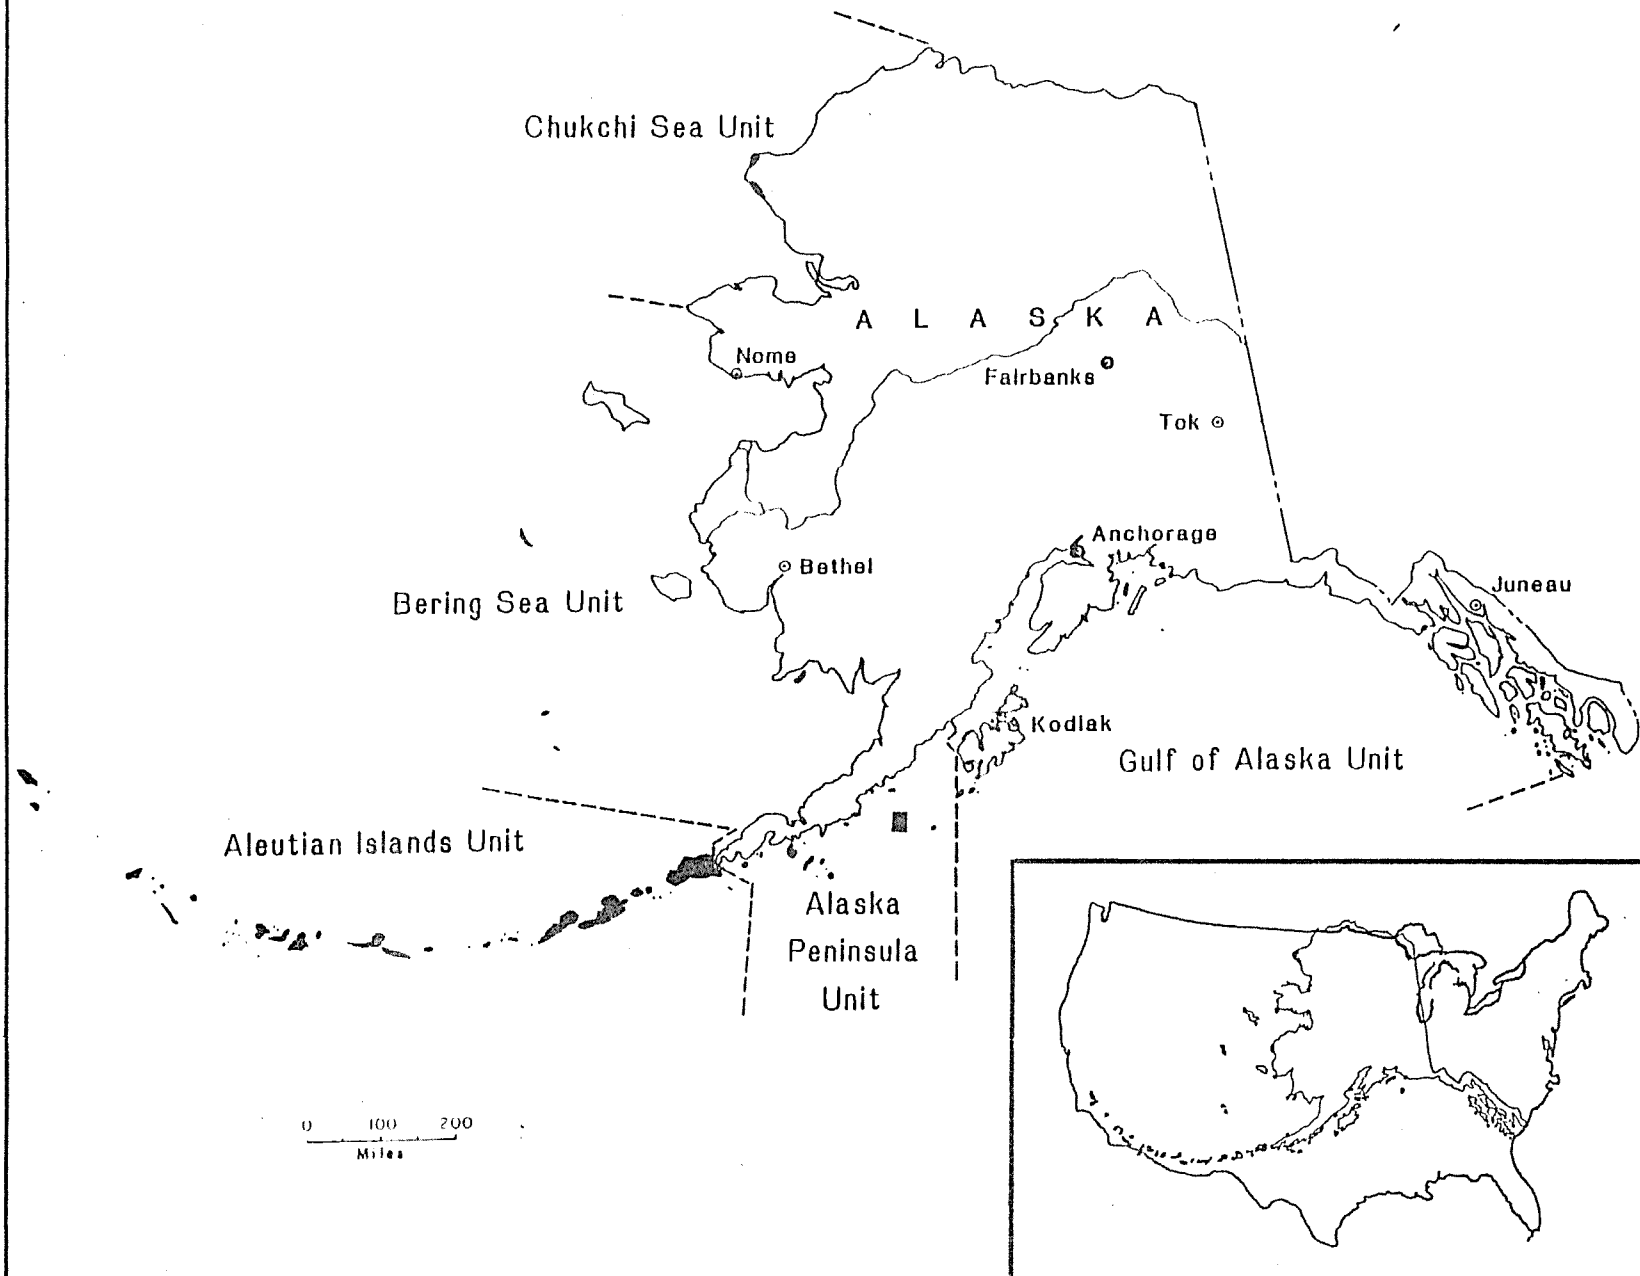 Chukchi Sea Unit
A L A S K A
Nome
Fairbanks
Tok
Anchorage
Bethel
Juneau
Bering Sea Unit
Kodiak
Gulf of Alaska Unit
Aleutian Islands Unit
Alaska
Peninsula
Unit
0 100 200
Miles